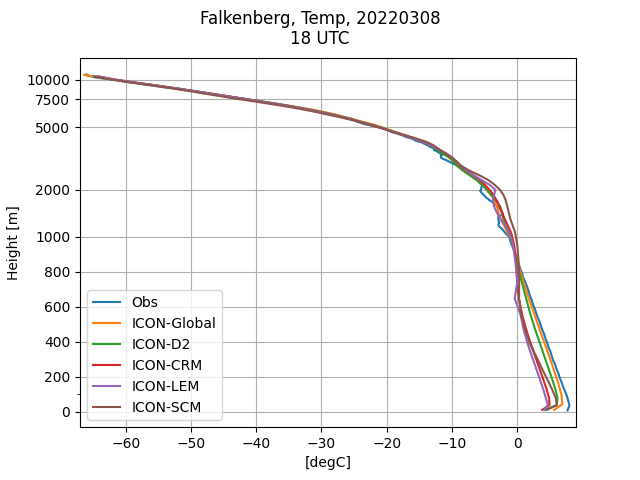 Falkenberg, Temp, 20220308
18 UTC
10000
7500
5000
2000
1000
800
600
400
200
0
Height [m]
Obs
ICON-Global
ICON-D2
ICON-CRM
ICON-LEM
ICON-SCM
−60
−50
−40
−30
−20
−10
0
[degC]